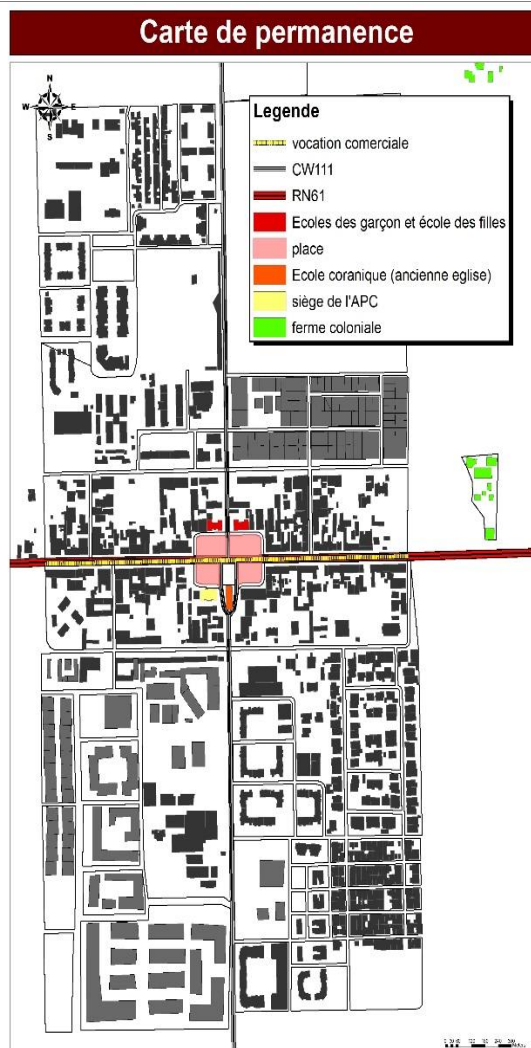 Carte de permanence
N
W E
S
Legende
vocation comerciale
CW111
RN61
Ecoles des garçon et école des filles
place
Ecole coranique (ancienne eglise)
siège de l'APC
ferme coloniale